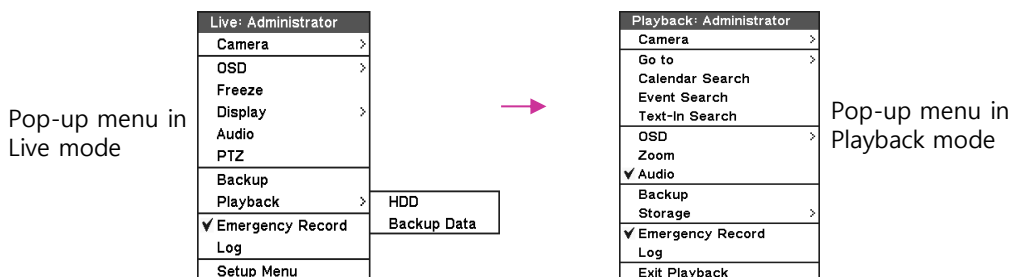 Pop-up menu in
Live mode
Live: Administrator
Camera >
OSD >
Freeze
Display >
Audio
PTZ
Backup
Playback >
HDD
Backup Data
✔ Emergency Record
Log
Setup Menu
Playback: Administrator
Camera >
Go to >
Calendar Search
Event Search
Text-In Search
OSD >
Zoom
✔ Audio
Backup
Storage >
✔ Emergency Record
Log
Exit Playback
Pop-up menu in
Playback mode